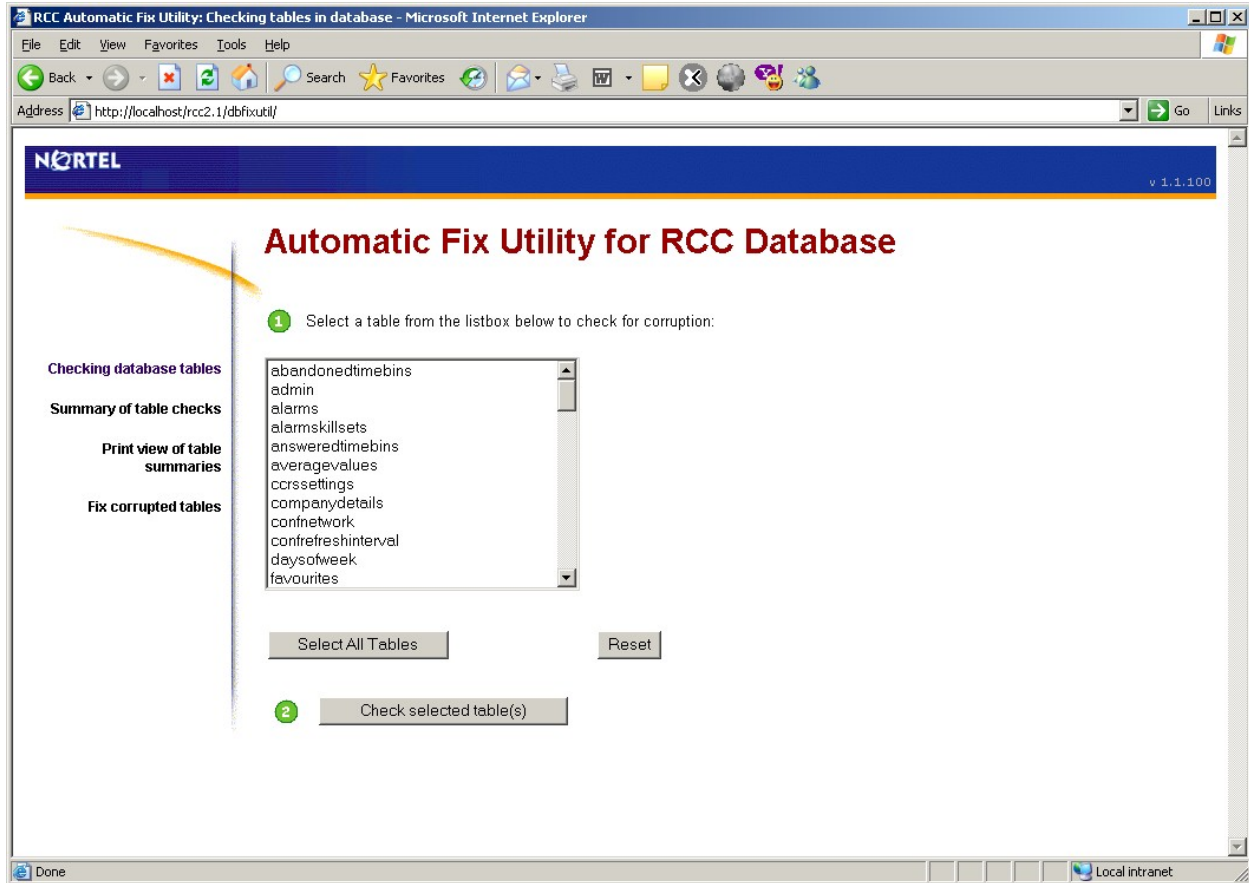 RCC Automatic Fix Utility: Checking tables in database - Microsoft Internet Explorer
File Edit View Favorites Tools Help
Back Search Favorites
Address http://localhost/rcc2.1/dbfixutil/ Go Links
NORTEL
v 1.1.100
Automatic Fix Utility for RCC Database
1 Select a table from the listbox below to check for corruption:
Checking database tables
Summary of table checks
Print view of table
summaries
Fix corrupted tables
abandonedtimebins
admin
alarms
alarmskillsets
answeredtimebins
averagevalues
ccrssettings
companydetails
confnetwork
confrefreshinterval
daysofweek
favourites
Select All Tables Reset
2 Check selected table(s)
Done Local intranet